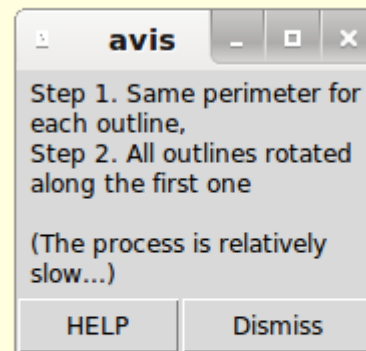 avis
Step 1. Same perimeter for
each outline,
Step 2. All outlines rotated
along the first one
(The process is relatively
slow...)
HELP
Dismiss